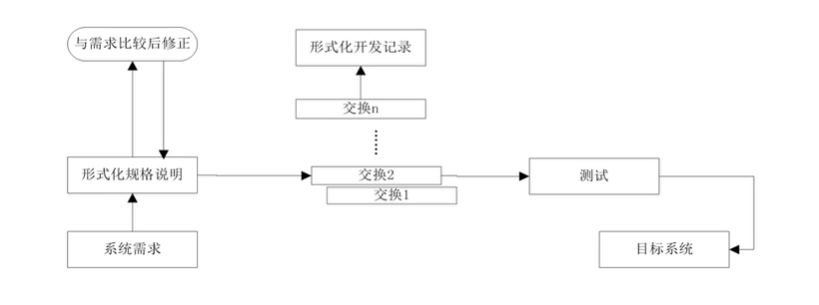 与需求比较后修正
形式化开发记录
交换n
形式化规格说明
交换2
交换1
测试
系统需求
目标系统